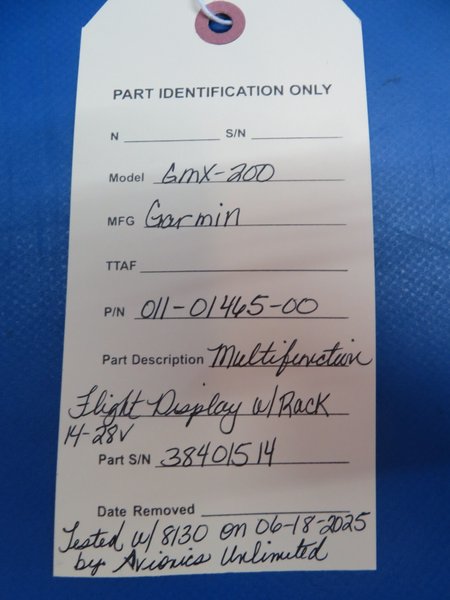 PART IDENTIFICATION ONLY
N S/N
Model GMX-200
MFG Garmin
TTAF
P/N 011-01465-00
Part Description Multifunction
Flight Display w/Rack
14-28V
Part S/N 38401514
Date Removed
Tested w/ 8130 on 06-18-2025
by Avionics Unlimited